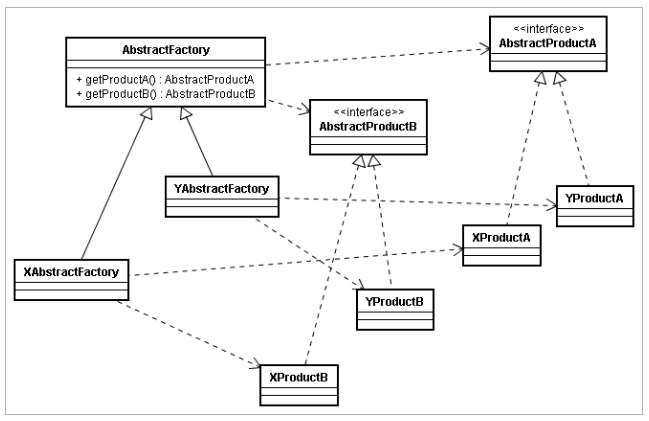 AbstractFactory
+ getProductA() : AbstractProductA
+ getProductB() : AbstractProductB
<<interface>>
AbstractProductA
<<interface>>
AbstractProductB
YAbstractFactory
YProductA
XProductA
XAbstractFactory
YProductB
XProductB